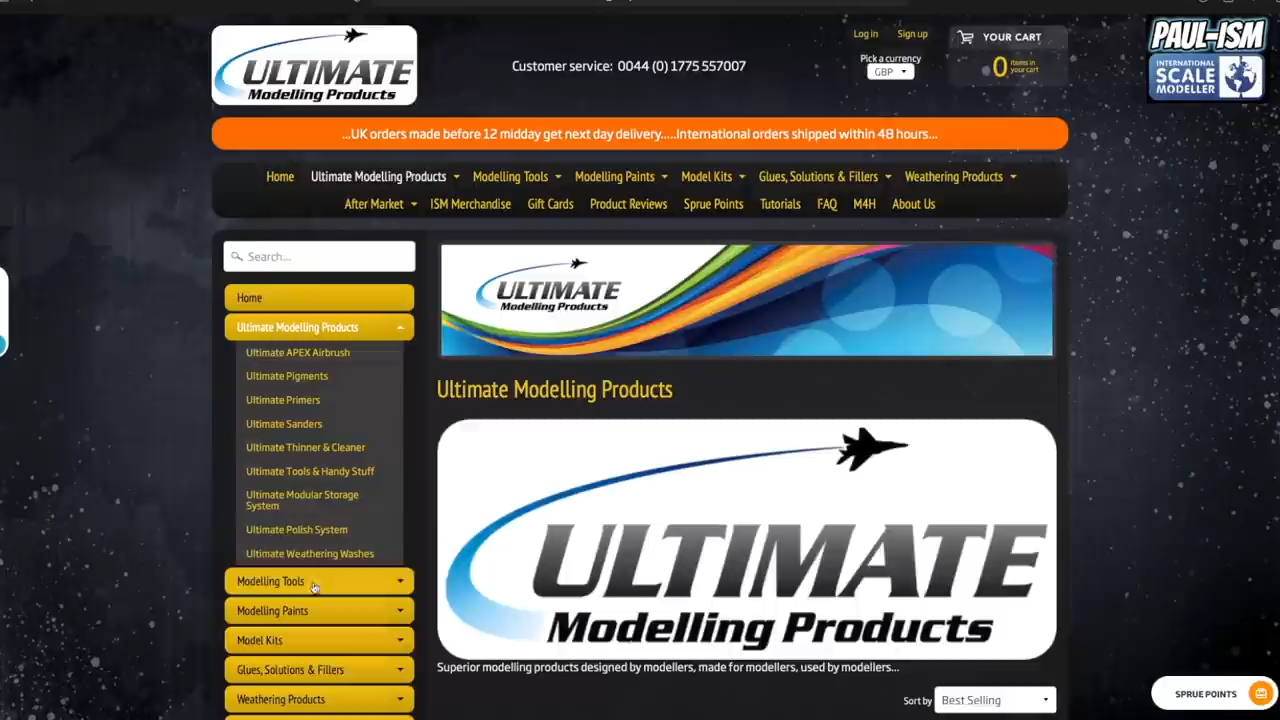 ULTIMATE
Modelling Products
Customer service: 0044 (0) 1775 557007
Log in
Sign up
Pick a currency
GBP
YOUR CART
0 items in your cart
PAUL-ISM
INTERNATIONAL
SCALE
MODELLER
...UK orders made before 12 midday get next day delivery.....International orders shipped within 48 hours...
Home Ultimate Modelling Products Modelling Tools Modelling Paints Model Kits Glues, Solutions & Fillers Weathering Products
After Market ISM Merchandise Gift Cards Product Reviews Sprue Points Tutorials FAQ M4H About Us
Search...
Home
Ultimate Modelling Products
Ultimate APEX Airbrush
Ultimate Pigments
Ultimate Primers
Ultimate Sanders
Ultimate Thinner & Cleaner
Ultimate Tools & Handy Stuff
Ultimate Modular Storage
System
Ultimate Polish System
Ultimate Weathering Washes
Modelling Tools
Modelling Paints
Model Kits
Glues, Solutions & Fillers
Weathering Products
ULTIMATE
Modelling Products
Ultimate Modelling Products
ULTIMATE
Modelling Products
Superior modelling products designed by modellers, made for modellers, used by modellers...
Sort by Best Selling
SPRUE POINTS